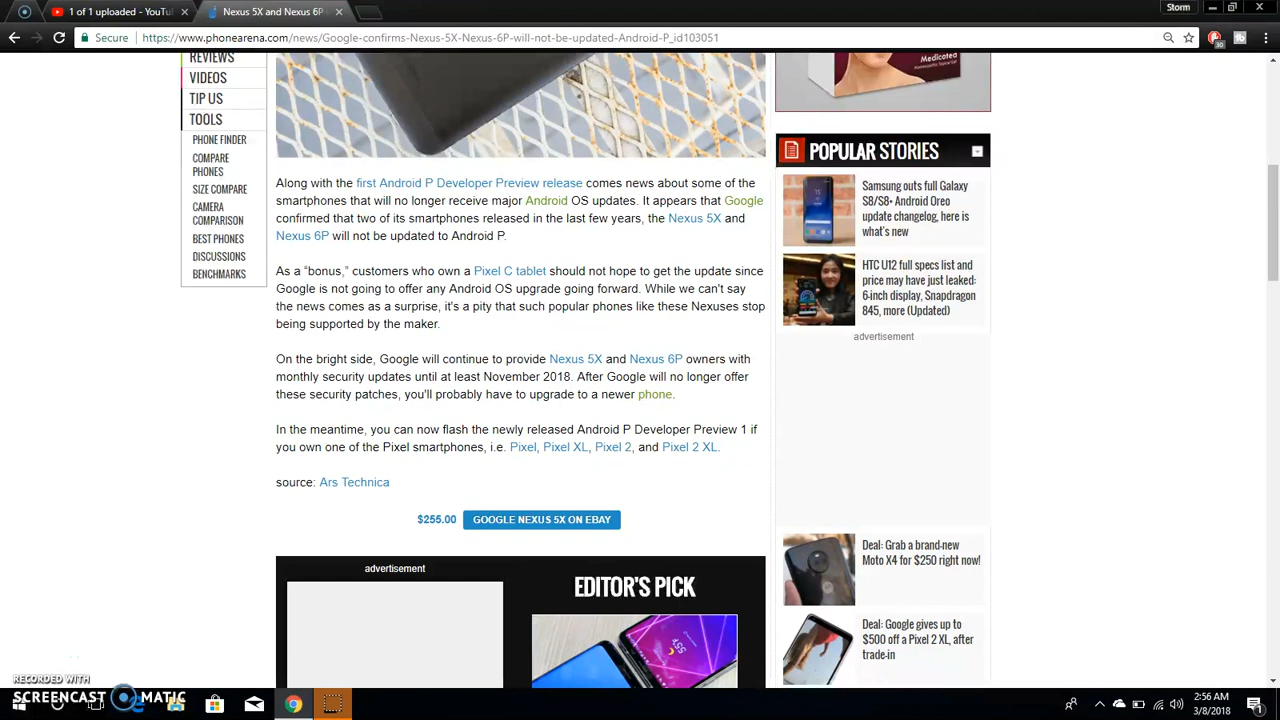 1 of 1 uploaded - YouTu
Nexus 5X and Nexus 6P
Storm
Secure
https://www.phonearena.com/news/Google-confirms-Nexus-5X-Nexus-6P-will-not-be-updated-Android-P_id103051
30
REVIEWS
VIDEOS
TIP US
TOOLS
PHONE FINDER
COMPARE
PHONES
SIZE COMPARE
CAMERA
COMPARISON
BEST PHONES
DISCUSSIONS
BENCHMARKS
Along with the first Android P Developer Preview release comes news about some of the
smartphones that will no longer receive major Android OS updates. It appears that Google
confirmed that two of its smartphones released in the last few years, the Nexus 5X and
Nexus 6P will not be updated to Android P.
As a “bonus,” customers who own a Pixel C tablet should not hope to get the update since
Google is not going to offer any Android OS upgrade going forward. While we can't say
the news comes as a surprise, it's a pity that such popular phones like these Nexuses stop
being supported by the maker.
On the bright side, Google will continue to provide Nexus 5X and Nexus 6P owners with
monthly security updates until at least November 2018. After Google will no longer offer
these security patches, you'll probably have to upgrade to a newer phone.
In the meantime, you can now flash the newly released Android P Developer Preview 1 if
you own one of the Pixel smartphones, i.e. Pixel, Pixel XL, Pixel 2, and Pixel 2 XL.
source: Ars Technica
$255.00
GOOGLE NEXUS 5X ON EBAY
advertisement
EDITOR'S PICK
Medicated
POPULAR STORIES
Samsung outs full Galaxy
S8/S8+ Android Oreo
update changelog, here is
what's new
HTC U12 full specs list and
price may have just leaked:
6-inch display, Snapdragon
845, more (Updated)
advertisement
Deal: Grab a brand-new
Moto X4 for $250 right now!
Deal: Google gives up to
$500 off a Pixel 2 XL, after
trade-in
RECORDED WITH
SCREENCAST MATIC
2:56 AM
3/8/2018
1